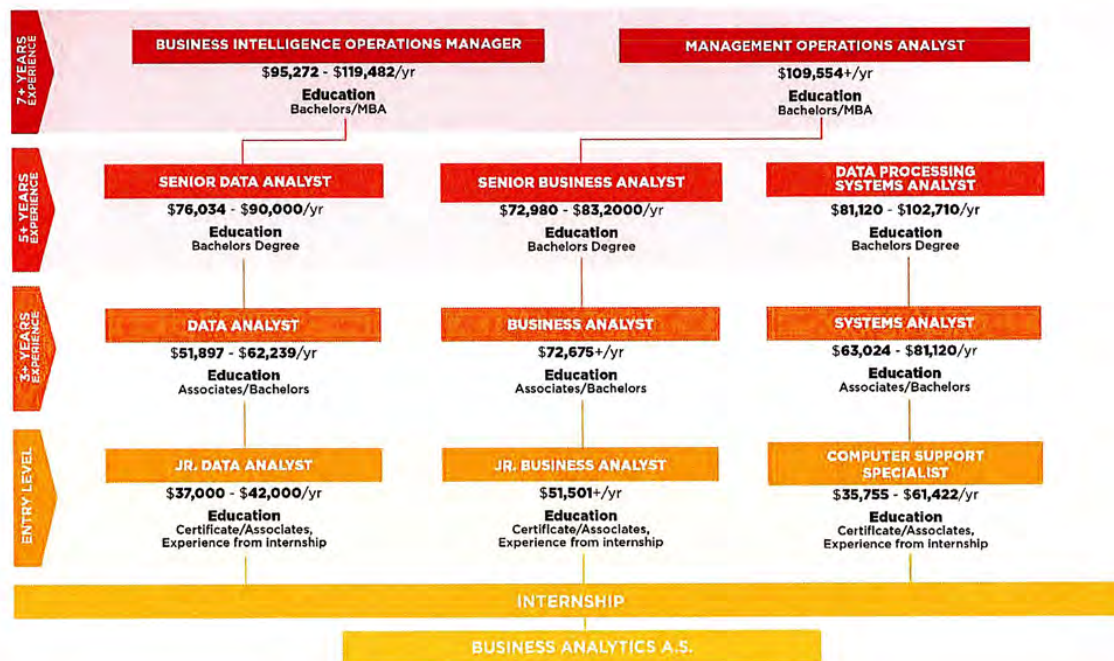 7+ YEARS
EXPERIENCE
BUSINESS INTELLIGENCE OPERATIONS MANAGER
$95,272 - $119,482/yr
Education
Bachelors/MBA
MANAGEMENT OPERATIONS ANALYST
$109,554+/yr
Education
Bachelors/MBA
5+ YEARS
EXPERIENCE
SENIOR DATA ANALYST
$76,034 - $90,000/yr
Education
Bachelors Degree
SENIOR BUSINESS ANALYST
$72,980 - $83,2000/yr
Education
Bachelors Degree
DATA PROCESSING
SYSTEMS ANALYST
$81,120 - $102,710/yr
Education
Bachelors Degree
3+ YEARS
EXPERIENCE
DATA ANALYST
$51,897 - $62,239/yr
Education
Associates/Bachelors
BUSINESS ANALYST
$72,675+/yr
Education
Associates/Bachelors
SYSTEMS ANALYST
$63,024 - $81,120/yr
Education
Associates/Bachelors
ENTRY LEVEL
JR. DATA ANALYST
$37,000 - $42,000/yr
Education
Certificate/Associates,
Experience from internship
JR. BUSINESS ANALYST
$51,501+/yr
Education
Certificate/Associates,
Experience from internship
COMPUTER SUPPORT
SPECIALIST
$35,755 - $61,422/yr
Education
Certificate/Associates,
Experience from internship
INTERNSHIP
BUSINESS ANALYTICS A.S.